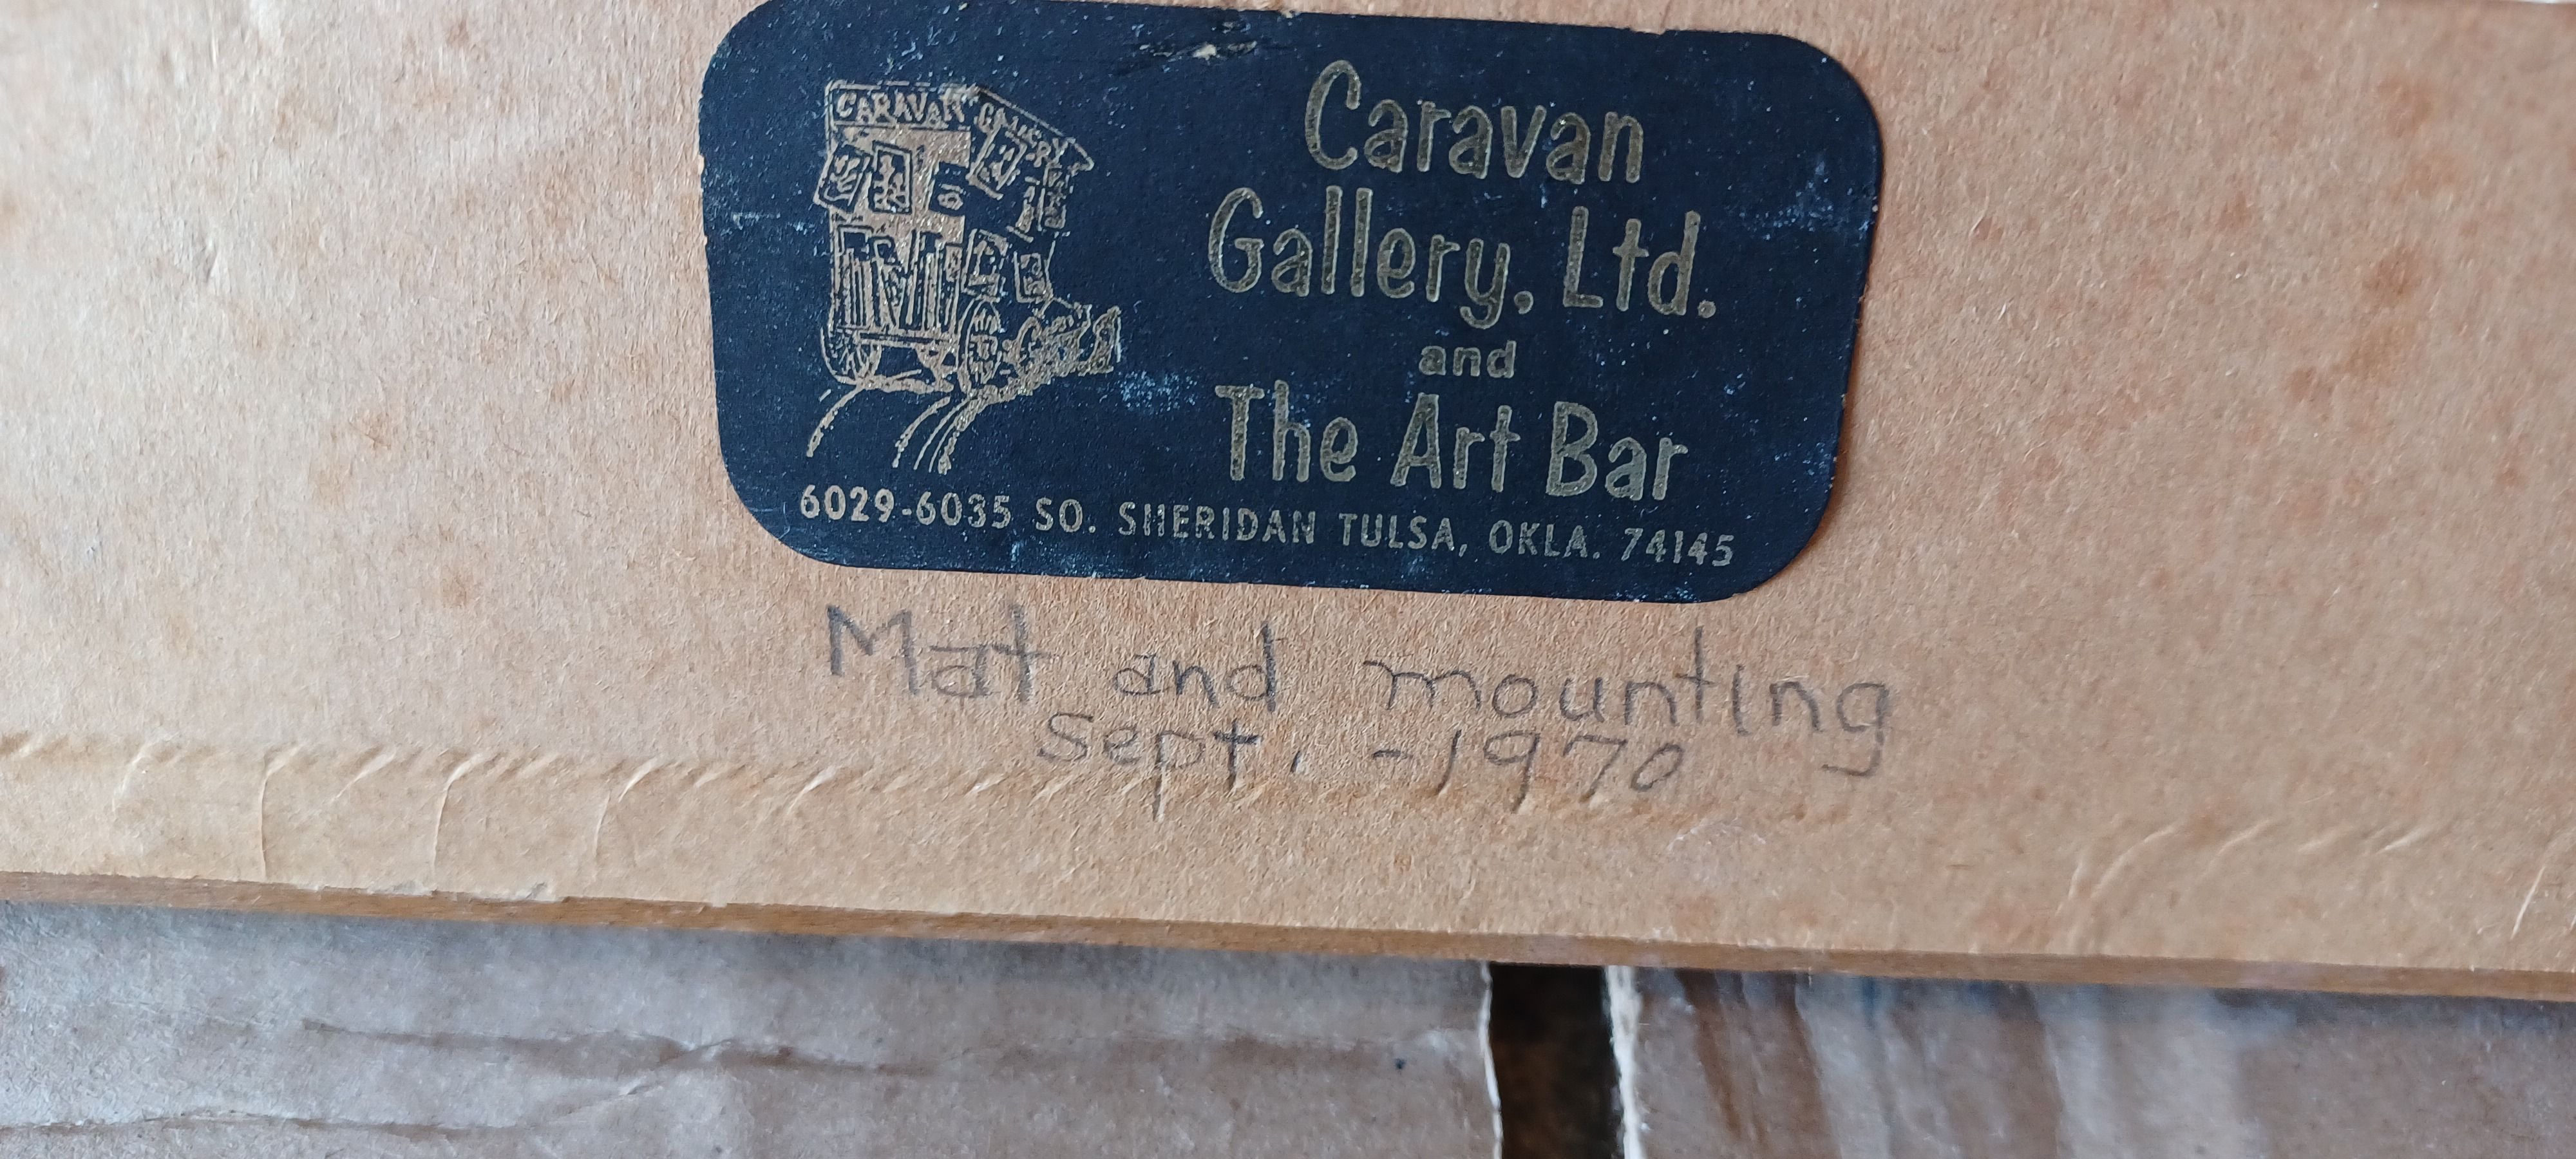 CARAVAN GALLERY
Caravan
Gallery, Ltd.
and
The Art Bar
6029-6035 SO. SHERIDAN TULSA, OKLA. 74145
Mat and mounting
Sept. -1970